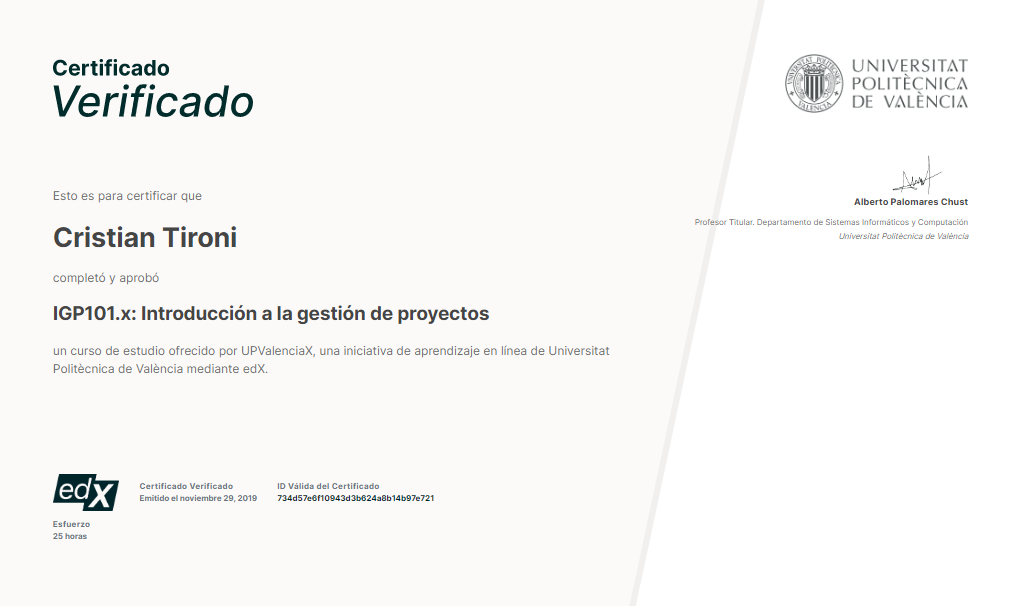 Certificado
Verificado
UNIVERSITAT
POLITÈCNICA
DE VALÈNCIA
Esto es para certificar que
Cristian Tironi
completó y aprobó
IGP101.x: Introducción a la gestión de proyectos
un curso de estudio ofrecido por UPValenciaX, una iniciativa de aprendizaje en línea de Universitat
Politècnica de València mediante edX.
Alberto Palomares Chust
Profesor Titular. Departamento de Sistemas Informáticos y Computación
Universitat Politècnica de València
edX
Certificado Verificado
Emitido el noviembre 29, 2019
ID Válida del Certificado
734d57e6f10943d3b624a8b14b97e721
Esfuerzo
25 horas